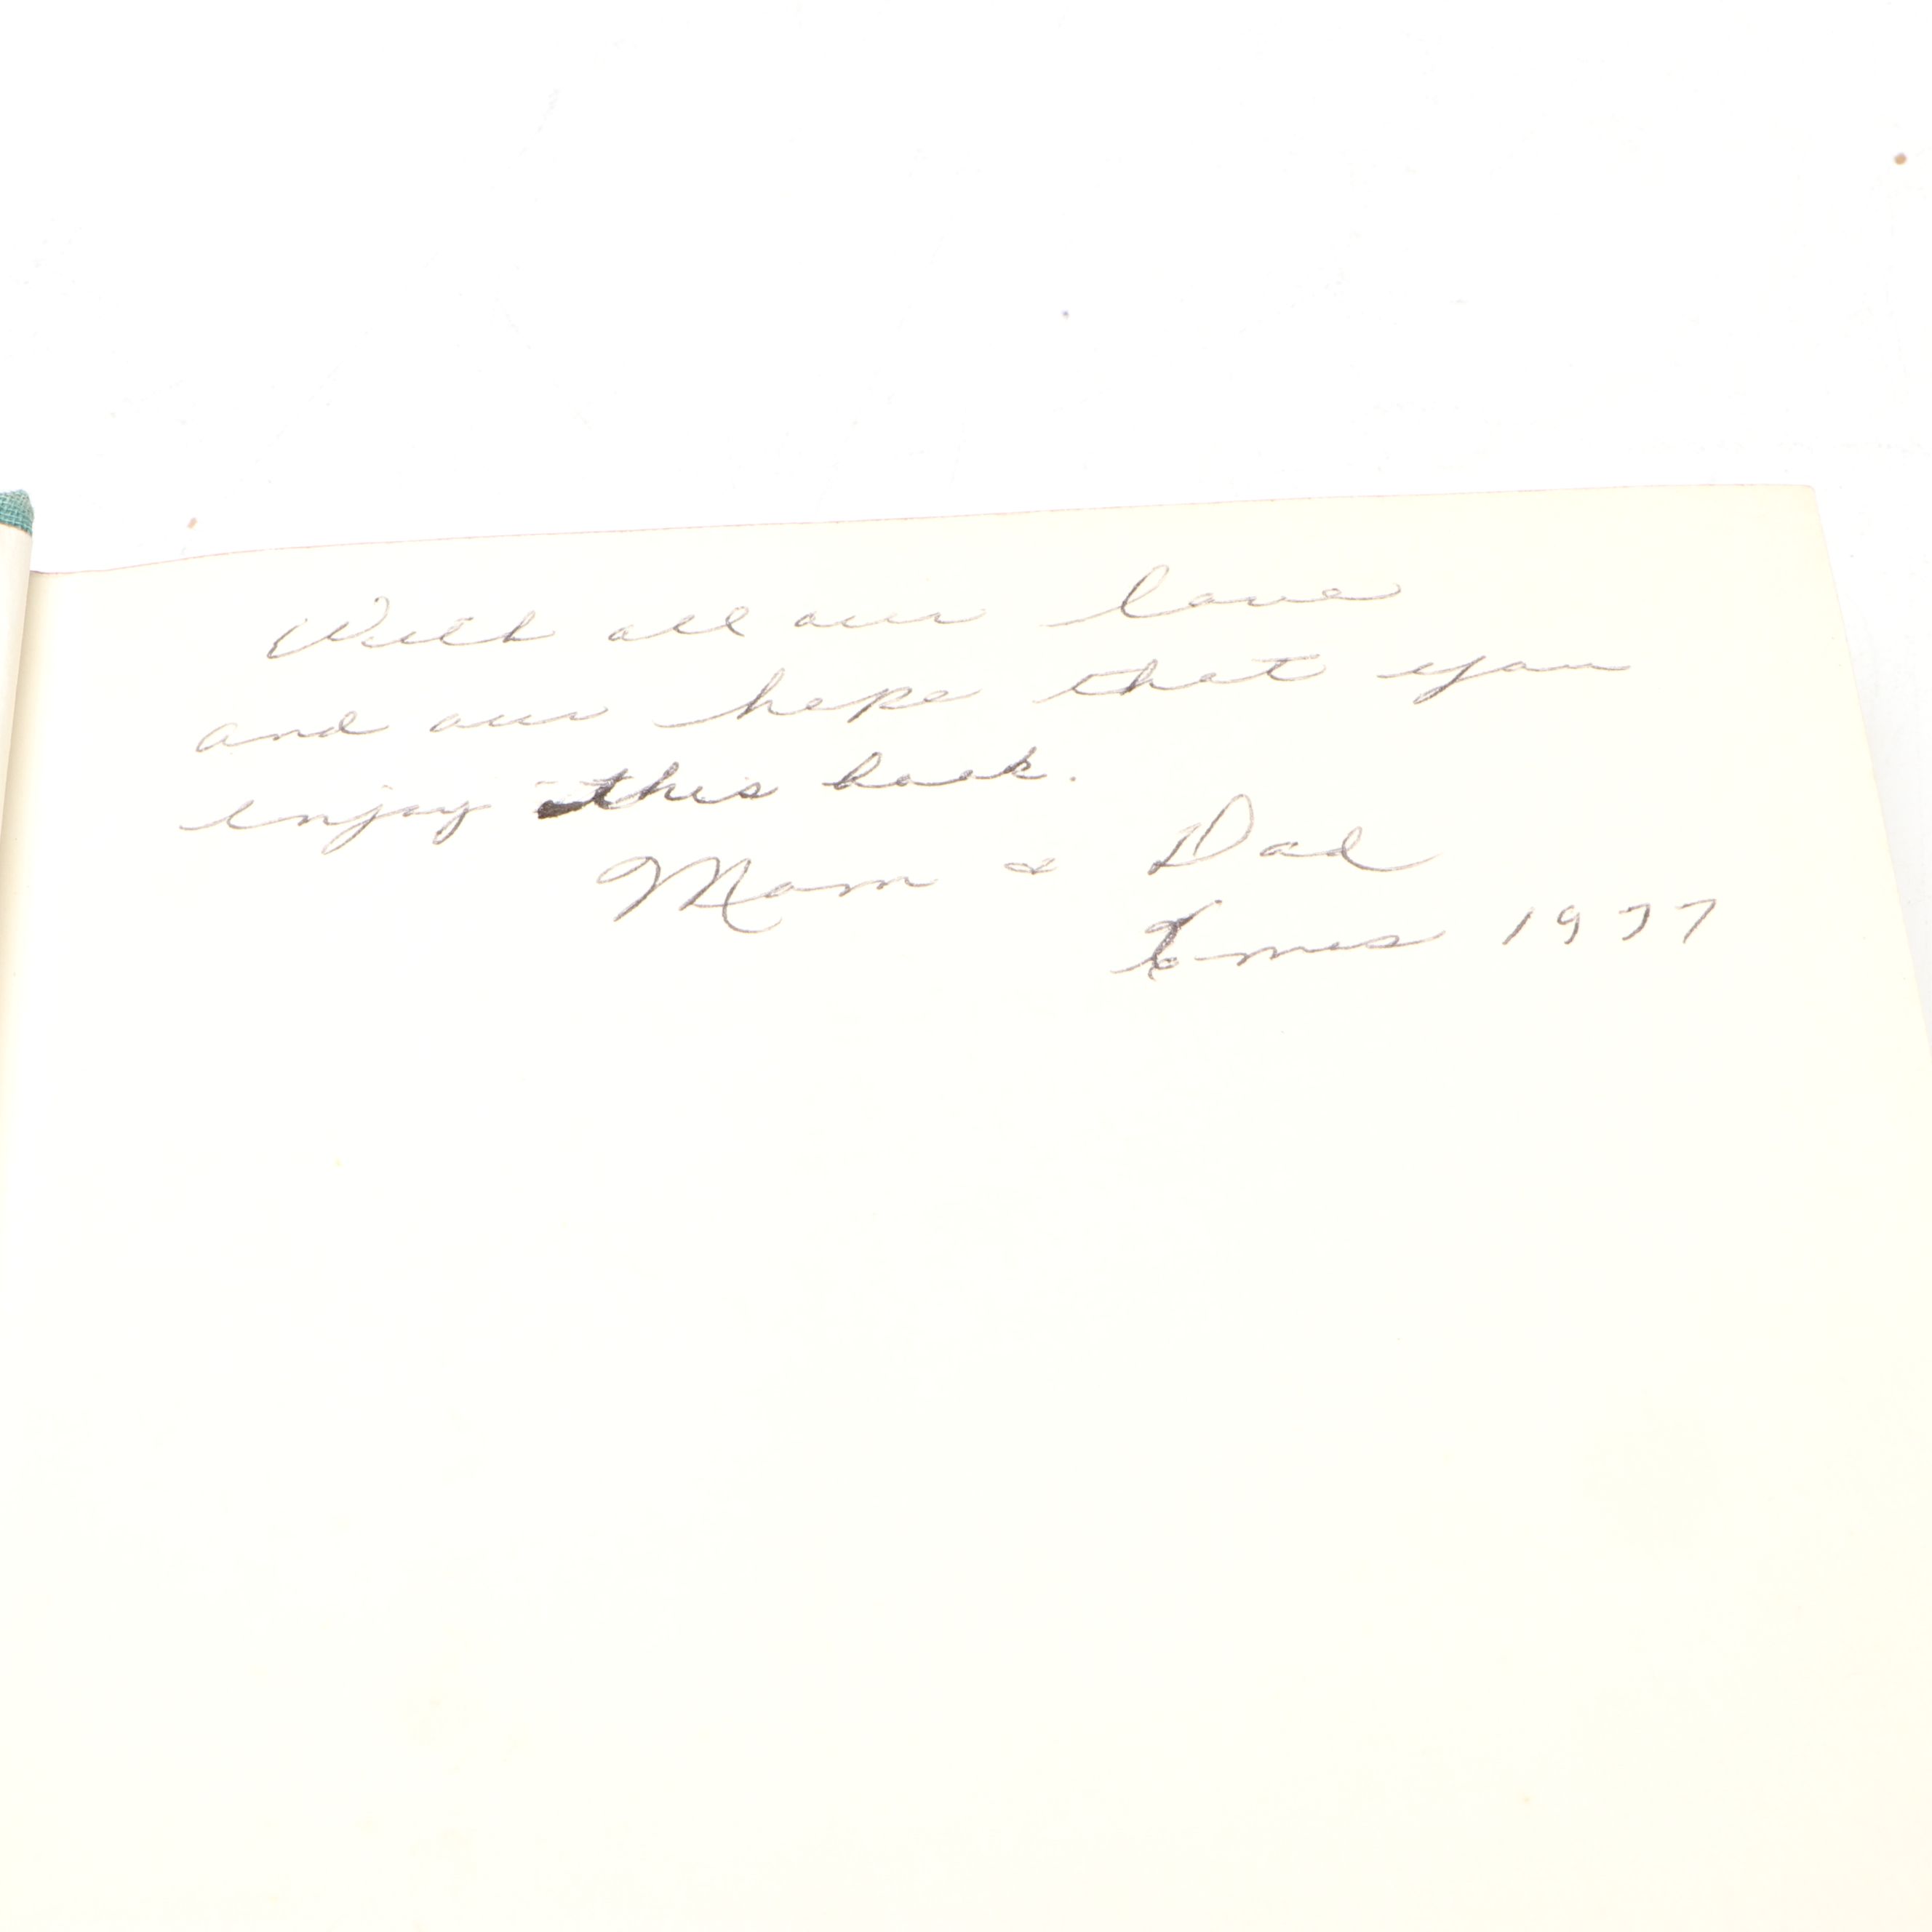 With all our love
and our hope that you
enjoy this book.
Mom & Dad
Xmas 1977